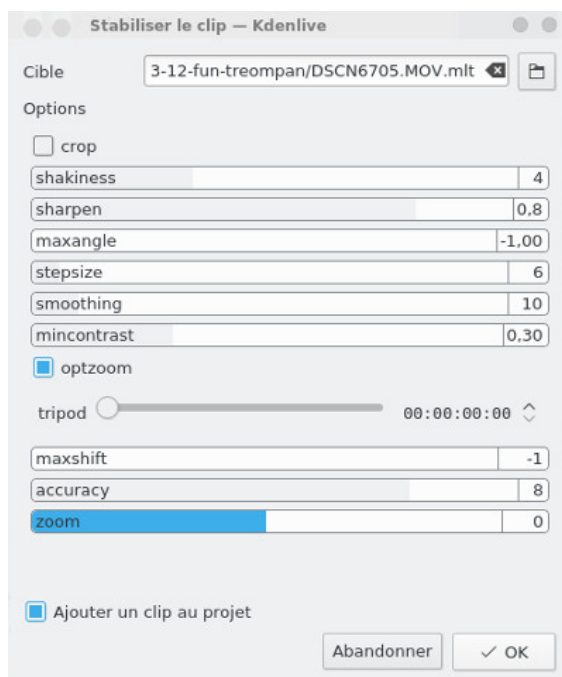 Stabiliser le clip — Kdenlive
Cible 3-12-fun-treompan/DSCN6705.MOV.mlt
Options
crop
shakiness 4
sharpen 0,8
maxangle -1,00
stepsize 6
smoothing 10
mincontrast 0,30
optzoom
tripod 00:00:00:00
maxshift -1
accuracy 8
zoom 0
Ajouter un clip au projet
Abandonner OK